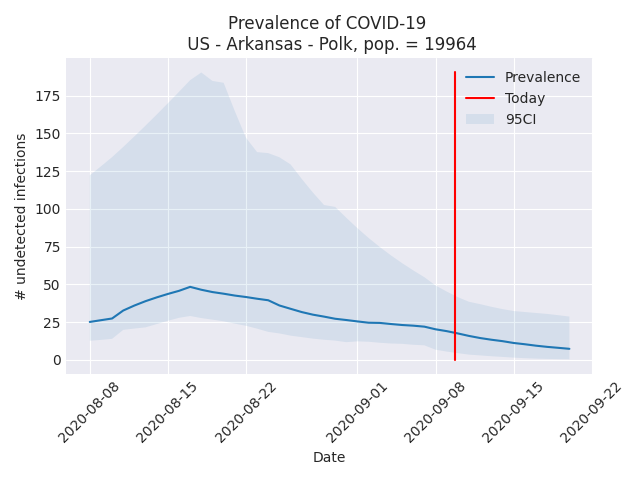 Prevalence of COVID-19
US - Arkansas - Polk, pop. = 19964
Prevalence
Today
95CI
# undetected infections
175
150
125
100
75
50
25
0
2020-08-08
2020-08-15
2020-08-22
2020-09-01
2020-09-08
2020-09-15
2020-09-22
Date